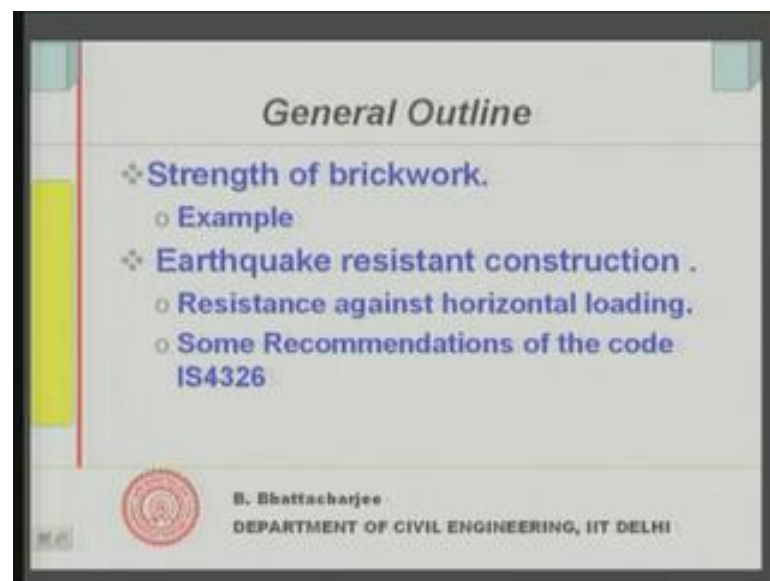 General Outline
Strength of brickwork.
Example
Earthquake resistant construction .
Resistance against horizontal loading.
Some Recommendations of the code
IS4326
B. Bhattacharjee
DEPARTMENT OF CIVIL ENGINEERING, IIT DELHI